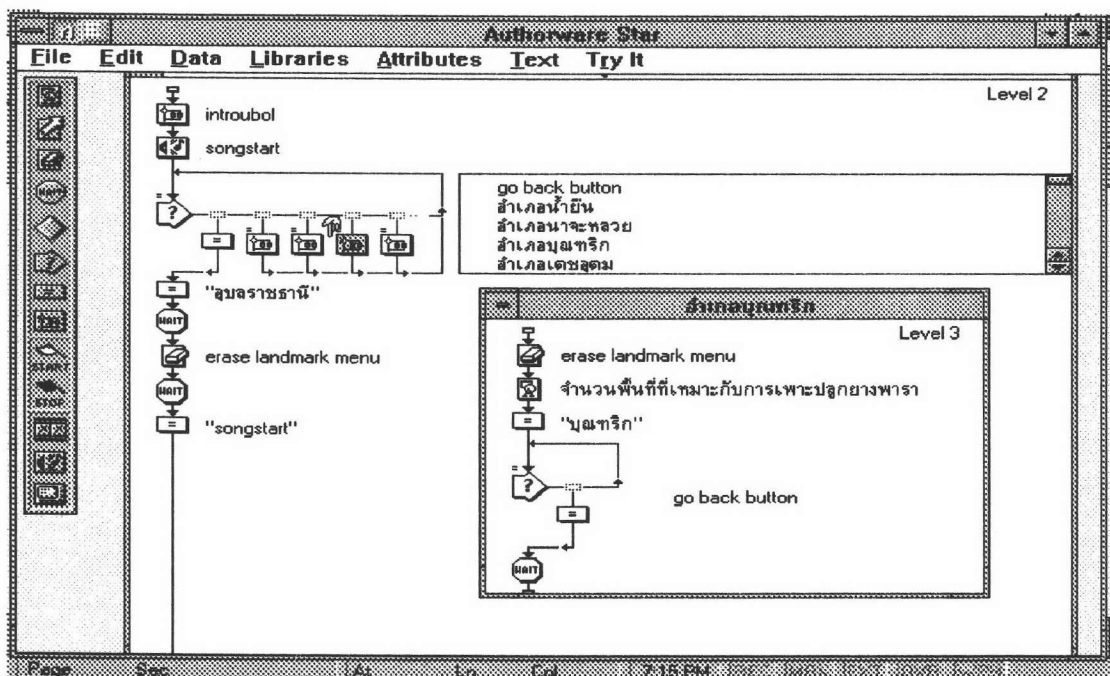 Authorware Star
File Edit Data Libraries Attributes Text Try It
Level 2
introubol
songstart
go back button
อำเภอน้ำยืน
อำเภอนาจะหลวย
อำเภอบุณฑริก
อำเภอเดชอุดม
"อุบลราชธานี"
WAIT
erase landmark menu
WAIT
"songstart"
อำเภอบุณฑริก
Level 3
erase landmark menu
จำนวนพื้นที่ที่เหมาะกับการเพาะปลูกยางพารา
"บุณฑริก"
go back button
WAIT
WAIT
START
STOP
Page Sec At Ln Col 7:15 PM